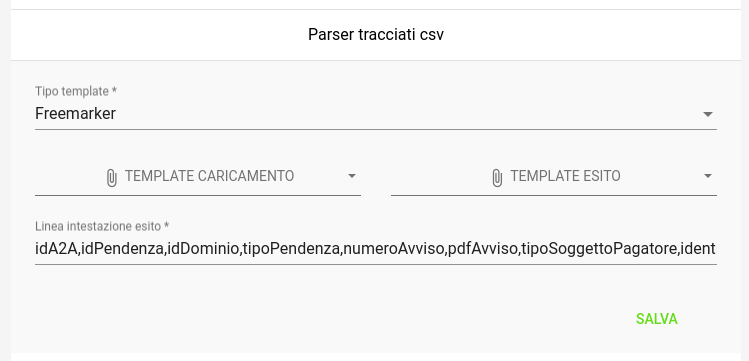 Parser tracciati csv
Tipo template *
Freemarker
TEMPLATE CARICAMENTO
TEMPLATE ESITO
Linea intestazione esito *
idA2A,idPendenza,idDominio,tipoPendenza,numeroAvviso,pdfAvviso,tipoSoggettoPagatore,ident
SALVA